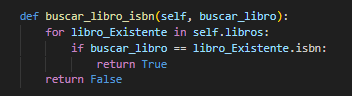 def buscar_libro_isbn(self, buscar_libro):
    for libro_Existente in self.libros:
        if buscar_libro == libro_Existente.isbn:
            return True
    return False